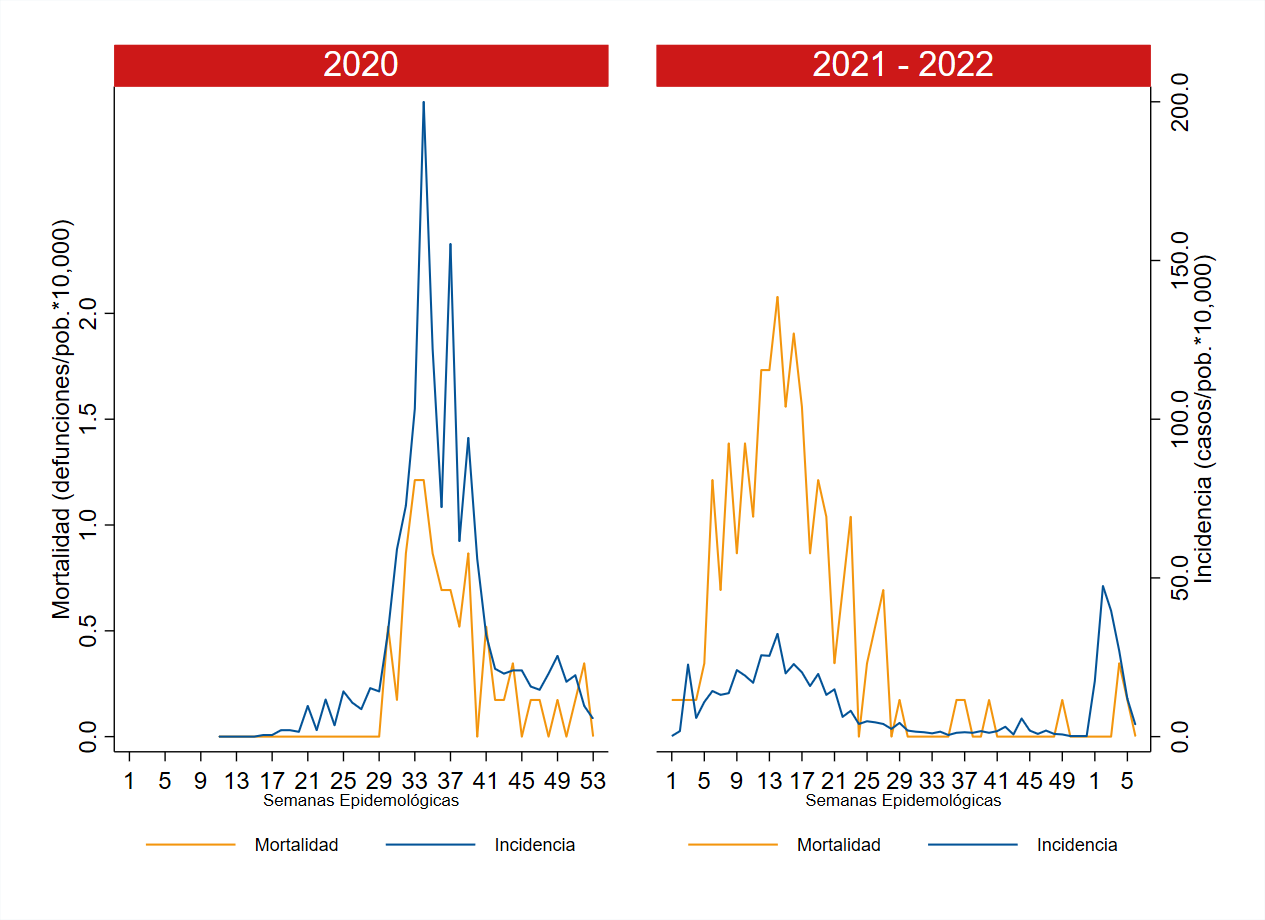 2020
2021 - 2022
Mortalidad (defunciones/pob.*10,000)
0.0 0.5 1.0 1.5 2.0
Incidencia (casos/pob.*10,000)
0.0 50.0 100.0 150.0 200.0
1 5 9 13 17 21 25 29 33 37 41 45 49 53
1 5 9 13 17 21 25 29 33 37 41 45 49 1 5
Semanas Epidemológicas
Semanas Epidemológicas
Mortalidad Incidencia
Mortalidad Incidencia